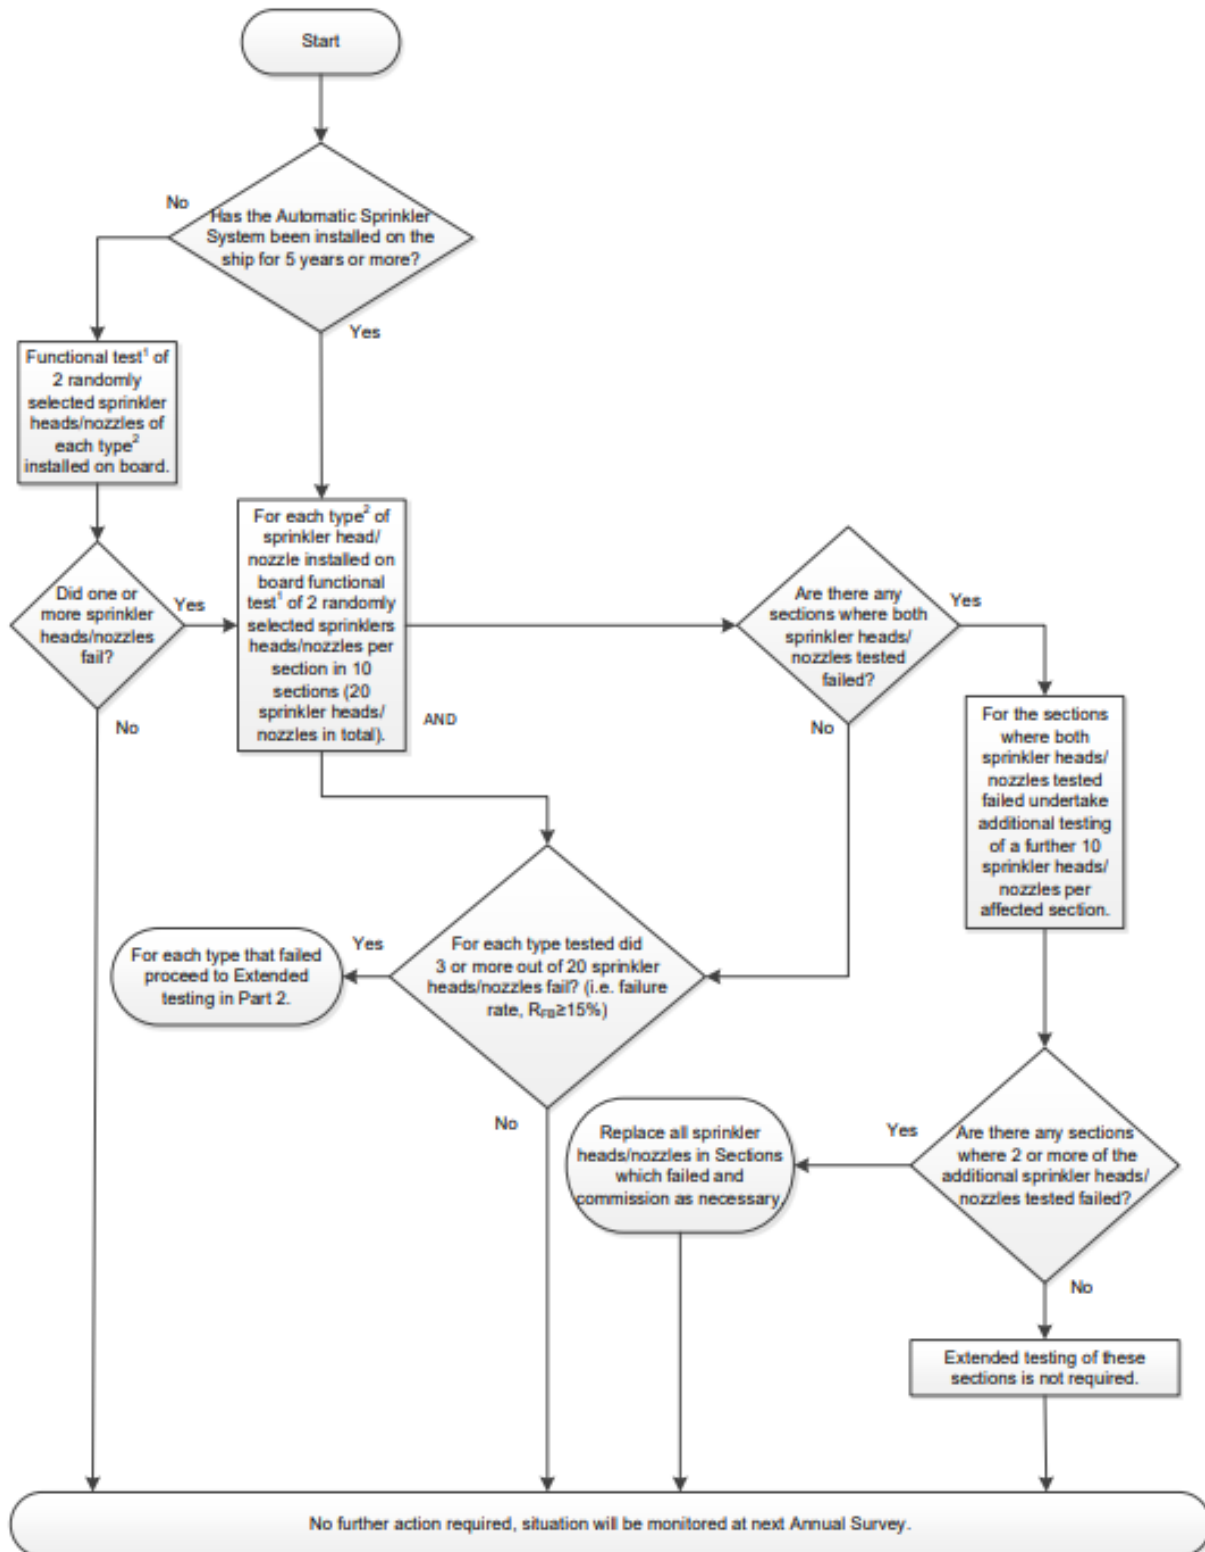 Start
No
Has the Automatic Sprinkler
System been installed on the
ship for 5 years or more?
Yes
Functional test¹ of
2 randomly
selected sprinkler
heads/nozzles of
each type²
installed on board.
For each type² of
sprinkler head/
nozzle installed on
board functional
test¹ of 2 randomly
selected sprinklers
heads/nozzles per
section in 10
sections (20
sprinkler heads/
nozzles in total).
Did one or
more sprinkler
heads/nozzles
fail?
Yes
No
AND
Are there any
sections where both
sprinkler heads/
nozzles tested
failed?
Yes
No
For the sections
where both
sprinkler heads/
nozzles tested
failed undertake
additional testing
of a further 10
sprinkler heads/
nozzles per
affected section.
For each type that failed
proceed to Extended
testing in Part 2.
Yes
For each type tested did
3 or more out of 20 sprinkler
heads/nozzles fail? (i.e. failure
rate, RFB≥15%)
No
Replace all sprinkler
heads/nozzles in Sections
which failed and
commission as necessary.
Yes
Are there any sections
where 2 or more of the
additional sprinkler heads/
nozzles tested failed?
No
Extended testing of these
sections is not required.
No further action required, situation will be monitored at next Annual Survey.